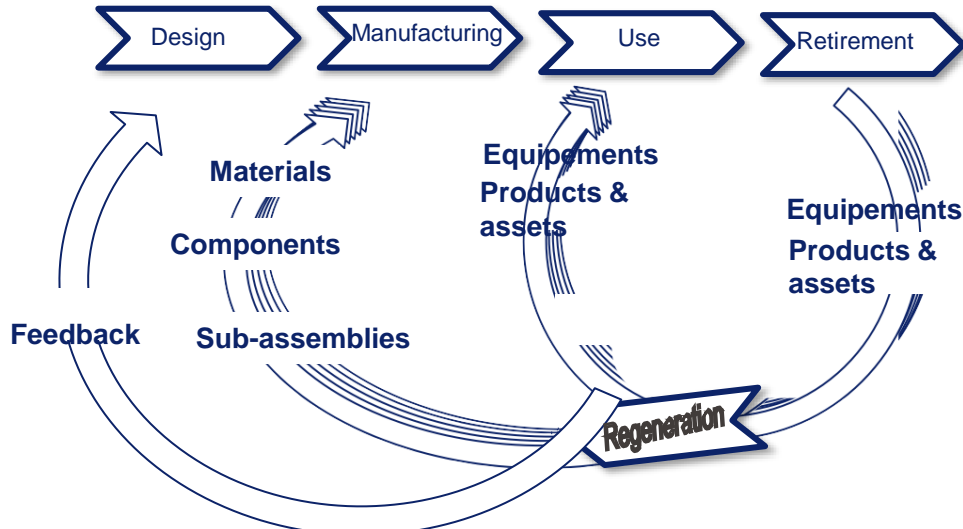 Design
Manufacturing
Use
Retirement
Materials
Components
Sub-assemblies
Feedback
Equipements
Products &
assets
Equipements
Products &
assets
Regeneration